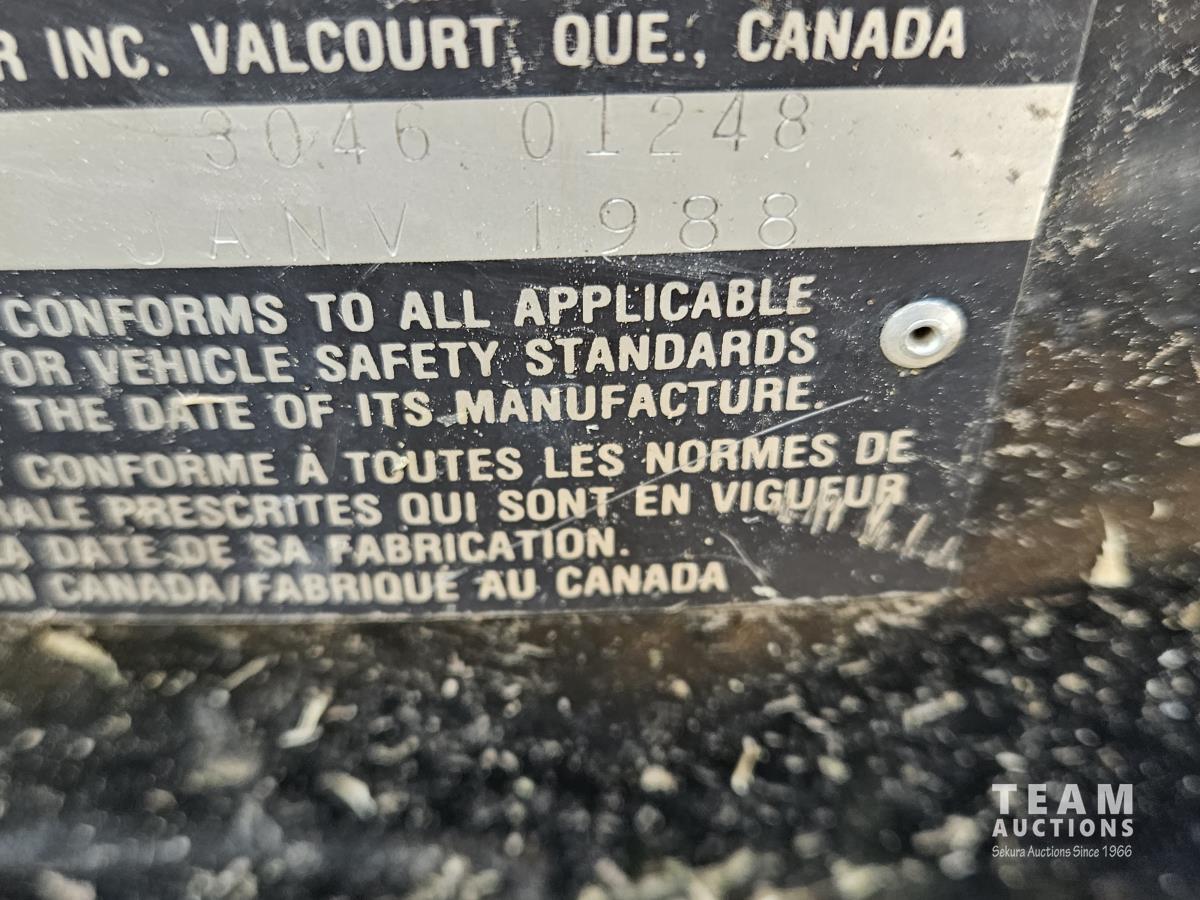 R INC. VALCOURT, QUE., CANADA
3046 01248
JANV 1988
CONFORMS TO ALL APPLICABLE
OR VEHICLE SAFETY STANDARDS
THE DATE OF ITS MANUFACTURE.
CONFORME À TOUTES LES NORMES DE
RALE PRESCRITES QUI SONT EN VIGUEUR
LA DATE DE SA FABRICATION.
N CANADA/FABRIQUE AU CANADA
TEAM
AUCTIONS
Sekura Auctions Since 1966